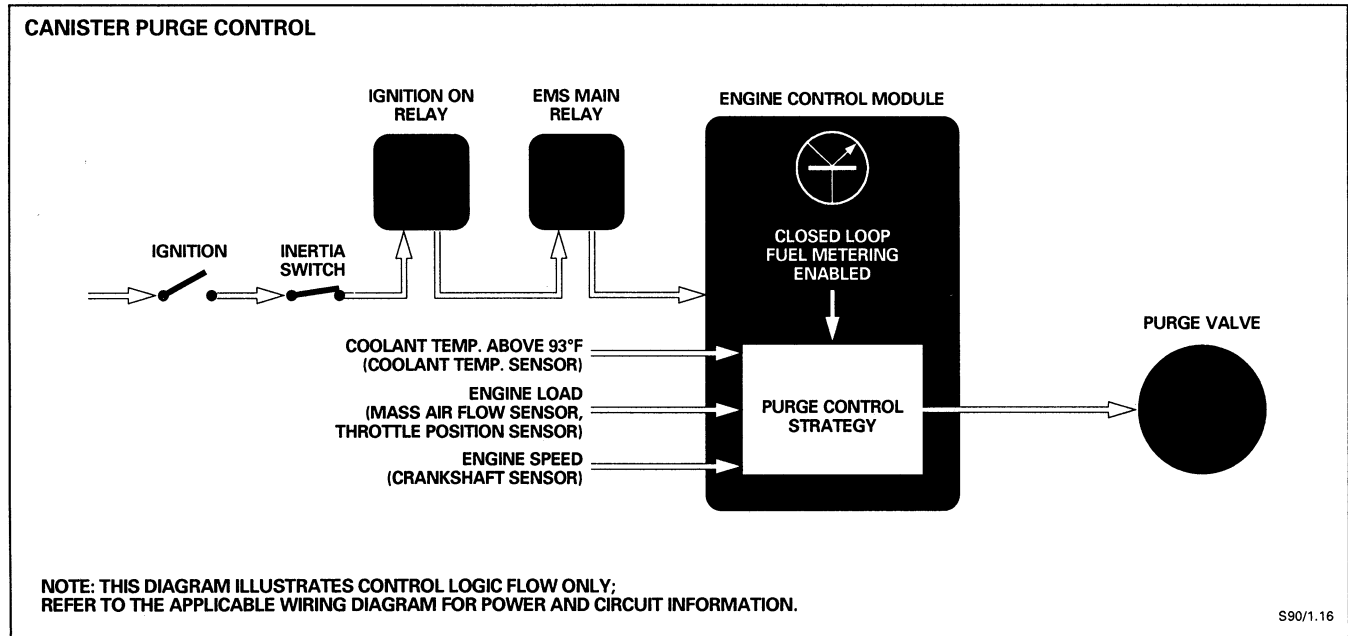 CANISTER PURGE CONTROL
IGNITION ON
RELAY
EMS MAIN
RELAY
ENGINE CONTROL MODULE
CLOSED LOOP
FUEL METERING
ENABLED
IGNITION
INERTIA
SWITCH
PURGE VALVE
COOLANT TEMP. ABOVE 93°F
(COOLANT TEMP. SENSOR)
ENGINE LOAD
(MASS AIR FLOW SENSOR,
THROTTLE POSITION SENSOR)
ENGINE SPEED
(CRANKSHAFT SENSOR)
PURGE CONTROL
STRATEGY
NOTE: THIS DIAGRAM ILLUSTRATES CONTROL LOGIC FLOW ONLY;
REFER TO THE APPLICABLE WIRING DIAGRAM FOR POWER AND CIRCUIT INFORMATION.
S90/1.16